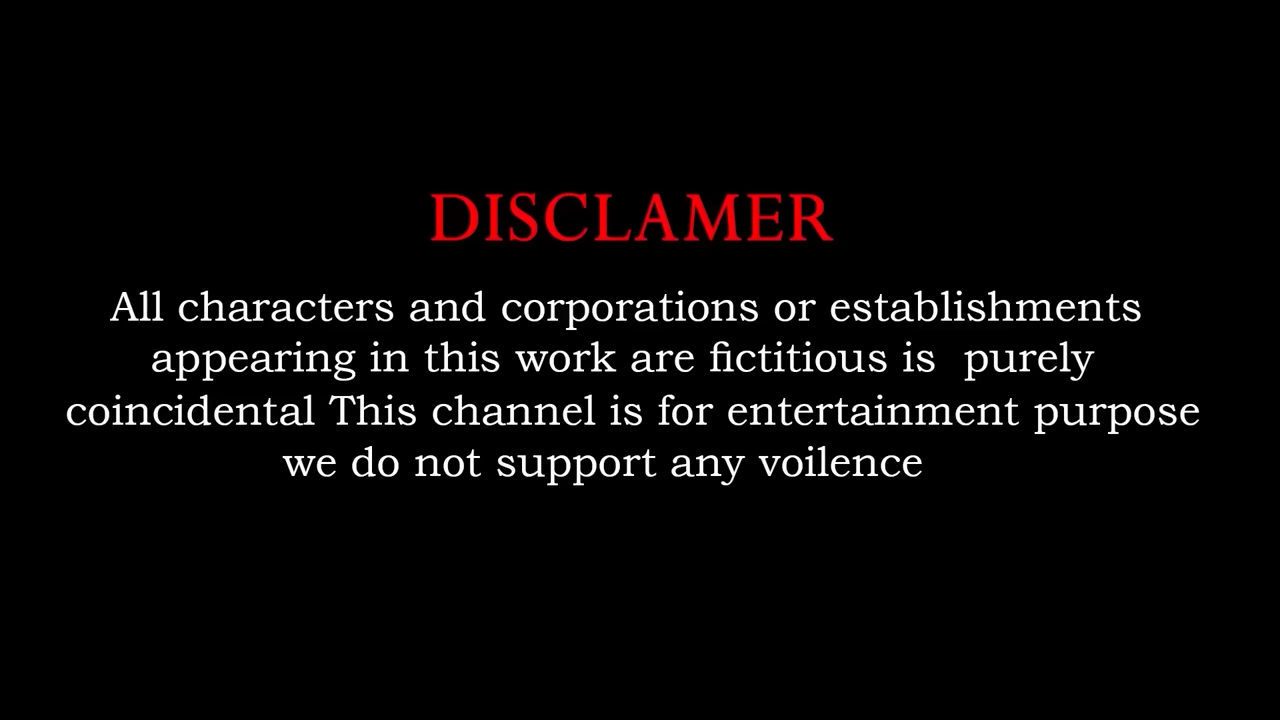 DISCLAMER
All characters and corporations or establishments
appearing in this work are fictitious is  purely
coincidental This channel is for entertainment purpose
we do not support any voilence